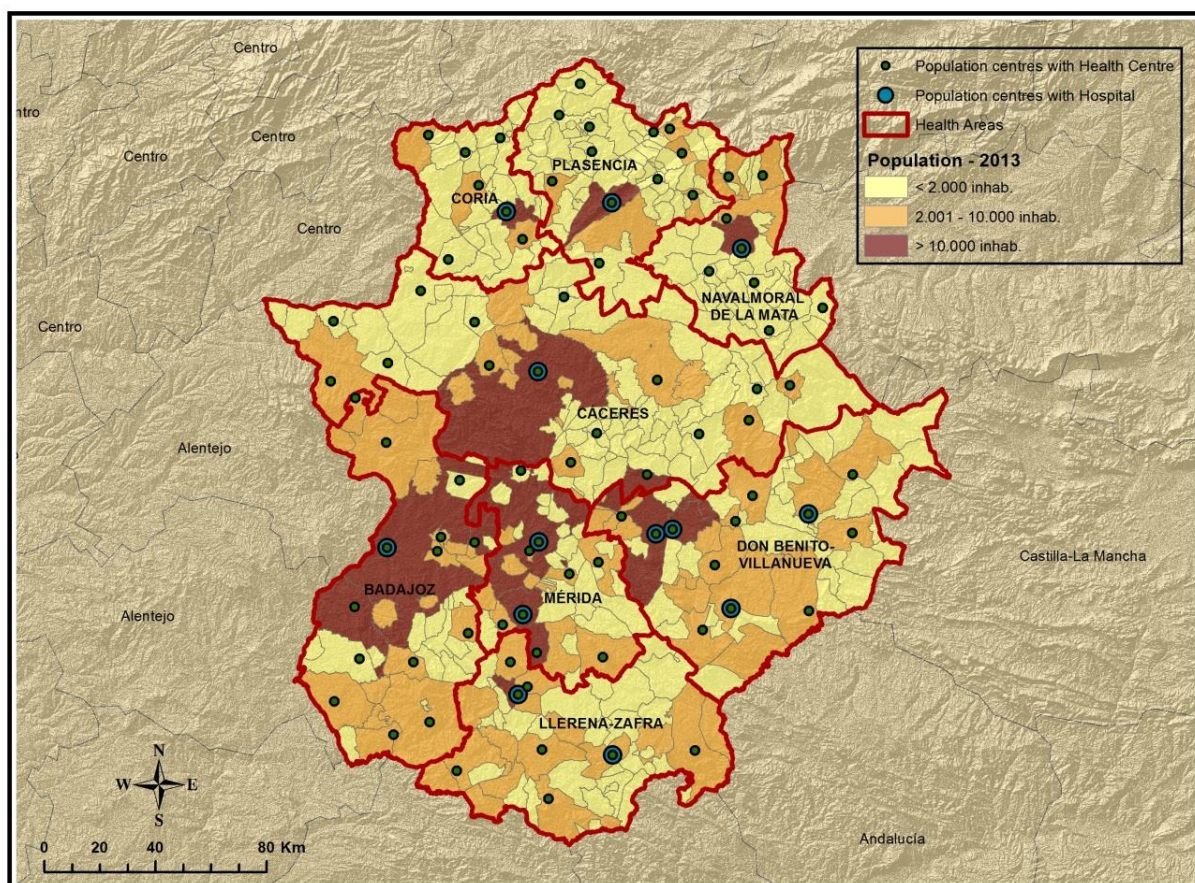 Centro
ntro
Centro
Centro
Centro
Centro
Centro
Alentejo
Alentejo
Castilla-La Mancha
Andalucía
PLASENCIA
CORIA
NAVALMORAL
DE LA MATA
CÁCERES
DON BENITO-
VILLANUEVA
BADAJOZ
MÉRIDA
LLERENA-ZAFRA
Population centres with Health Centre
Population centres with Hospital
Health Areas
Population - 2013
< 2.000 inhab.
2.001 - 10.000 inhab.
> 10.000 inhab.
N
W E
S
0 20 40 80 Km